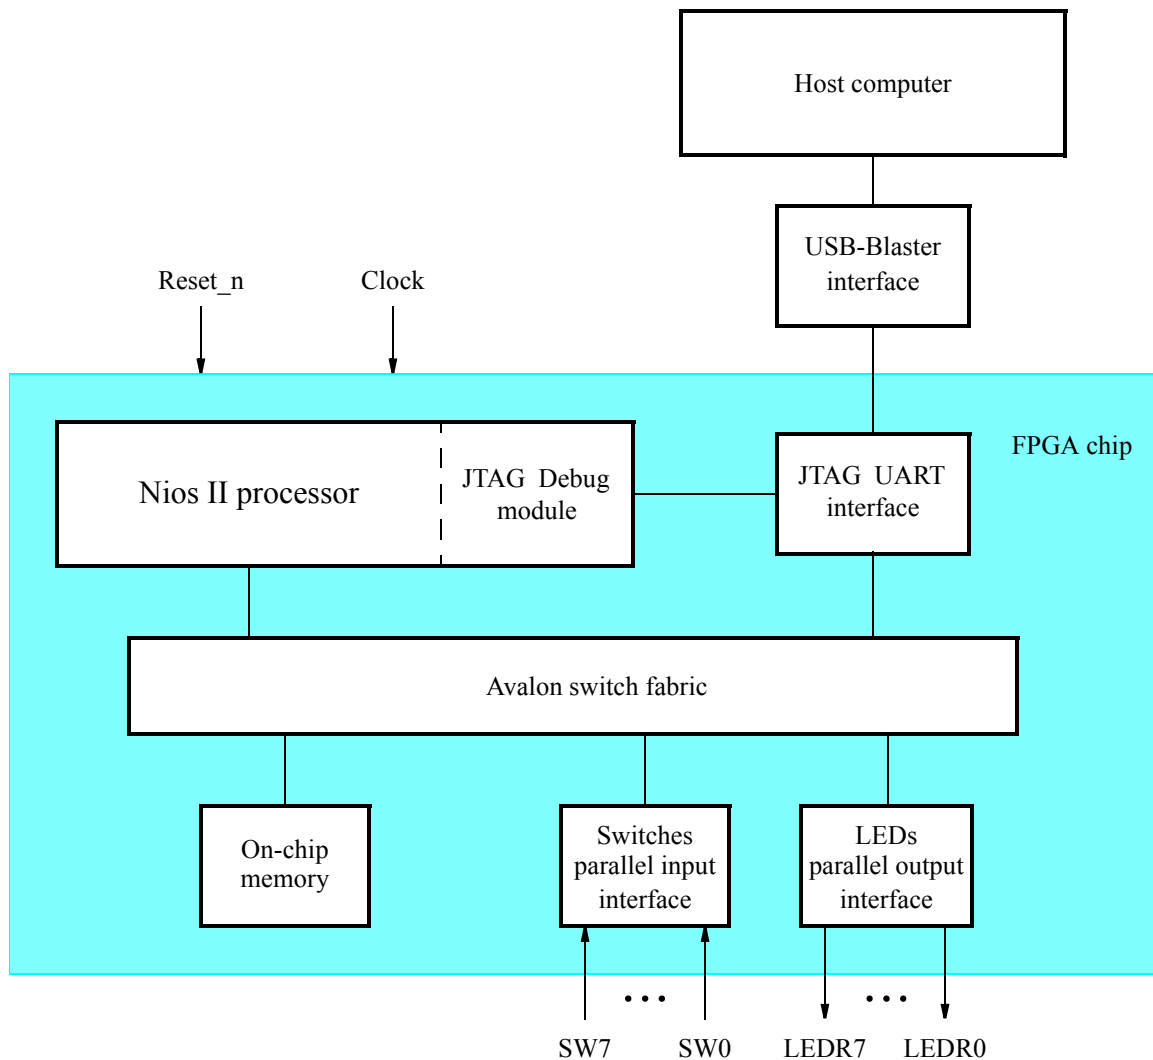 Host computer
USB-Blaster
interface
Reset_n
Clock
FPGA chip
Nios II processor
JTAG Debug
module
JTAG UART
interface
Avalon switch fabric
On-chip
memory
Switches
parallel input
interface
LEDs
parallel output
interface
SW7
SW0
LEDR7
LEDR0